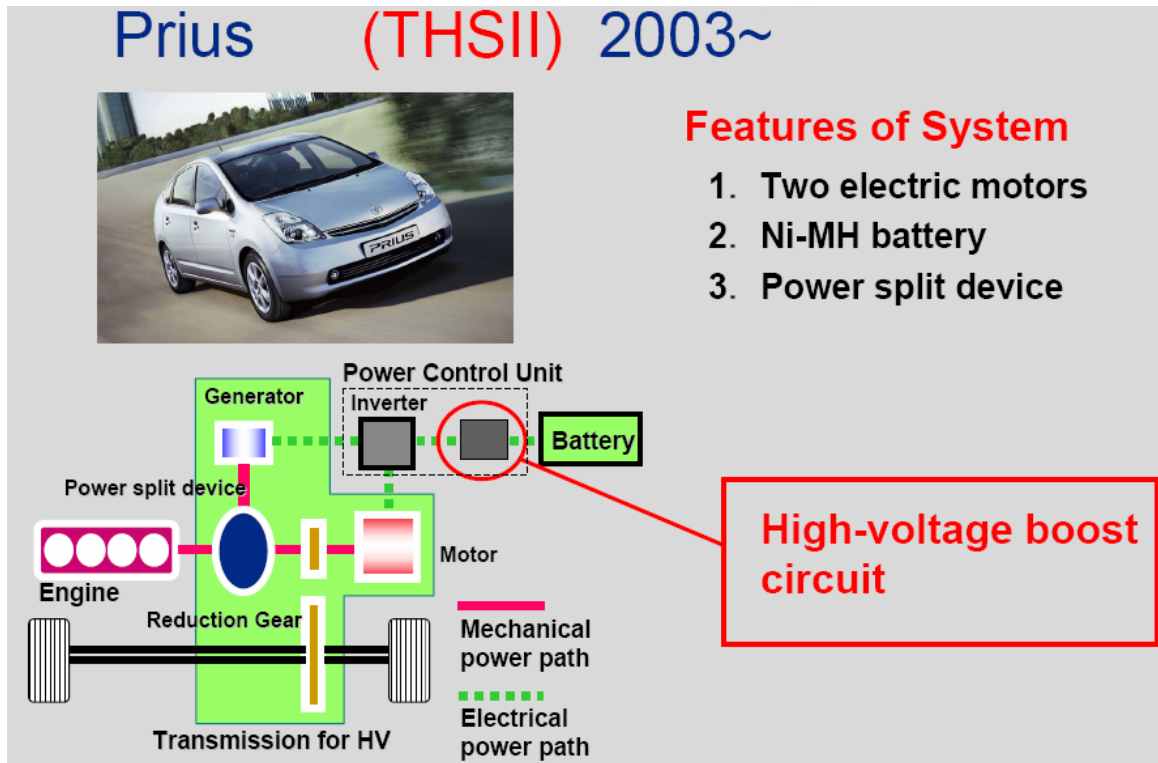 Prius (THSII) 2003~
PRIUS
Features of System
1. Two electric motors
2. Ni-MH battery
3. Power split device
Power Control Unit
Generator
Inverter
Battery
Power split device
High-voltage boost
circuit
Motor
Engine
Reduction Gear
Mechanical
power path
Electrical
power path
Transmission for HV